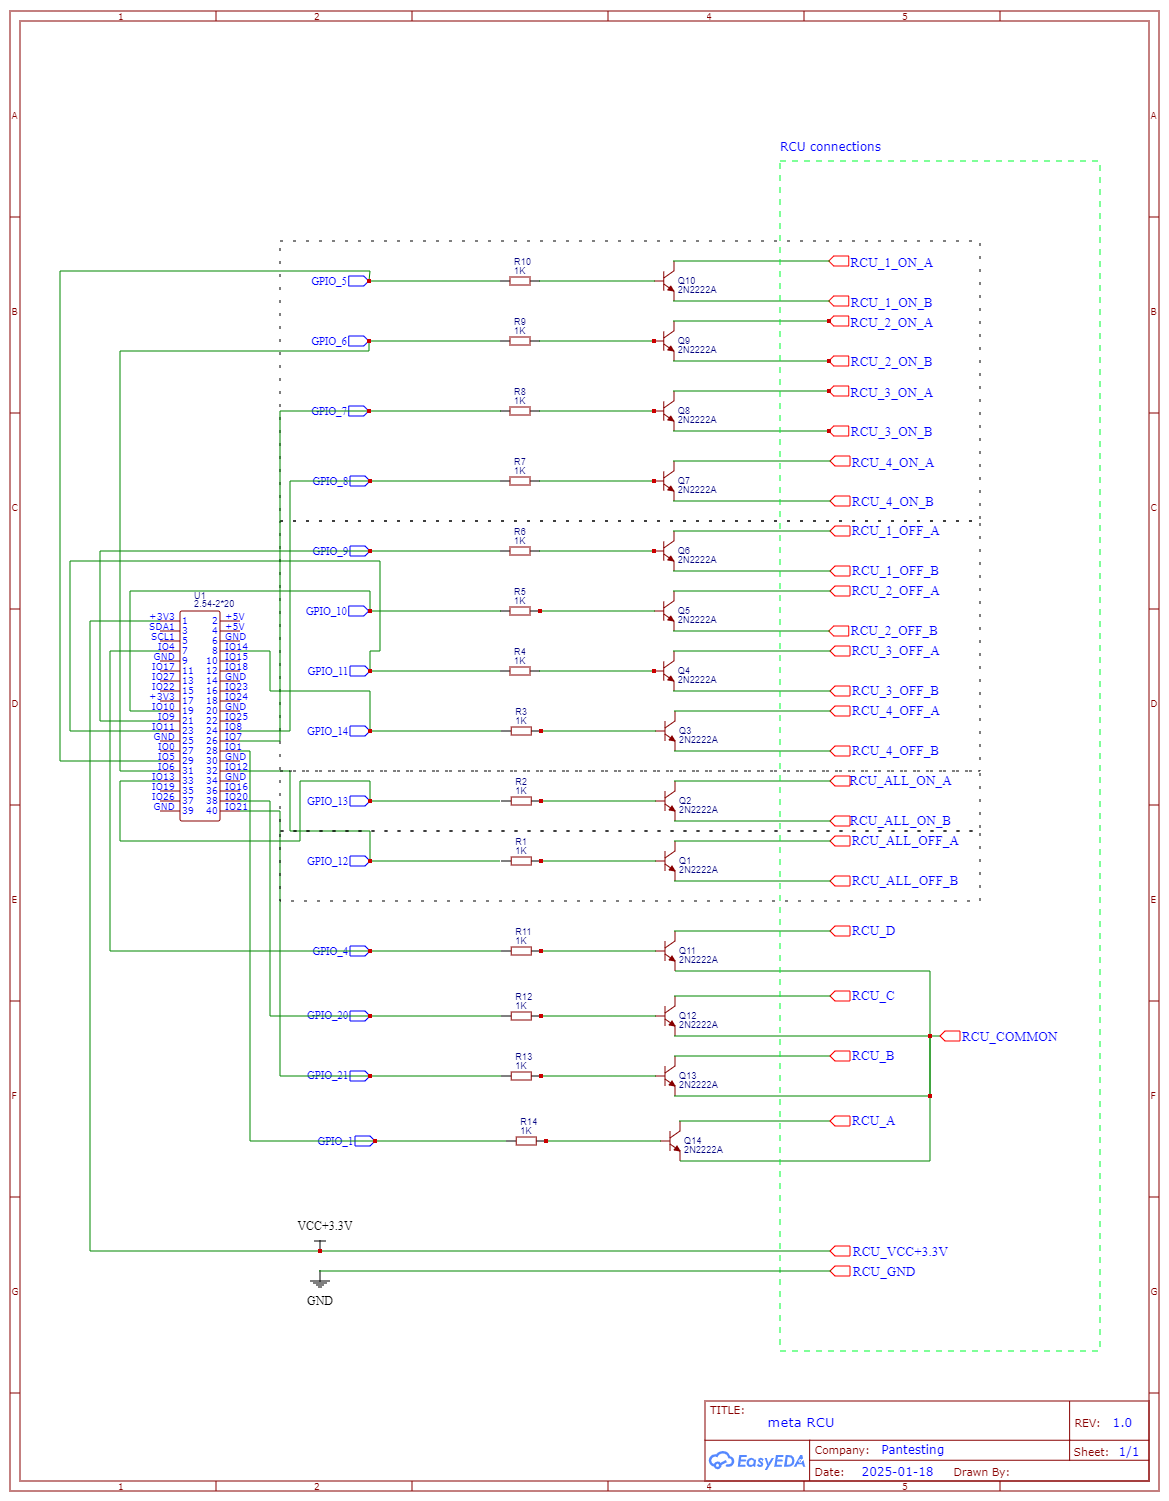 1 2 4 5
A A
B B
C C
D D
E E
F F
G G
1 2 4 5
RCU connections
GPIO_5 R10 1K Q10 2N2222A RCU_1_ON_A
RCU_1_ON_B
GPIO_6 R9 1K Q9 2N2222A RCU_2_ON_A
RCU_2_ON_B
GPIO_7 R8 1K Q8 2N2222A RCU_3_ON_A
RCU_3_ON_B
GPIO_8 R7 1K Q7 2N2222A RCU_4_ON_A
RCU_4_ON_B
GPIO_9 R6 1K Q6 2N2222A RCU_1_OFF_A
RCU_1_OFF_B
GPIO_10 R5 1K Q5 2N2222A RCU_2_OFF_A
RCU_2_OFF_B
GPIO_11 R4 1K Q4 2N2222A RCU_3_OFF_A
RCU_3_OFF_B
GPIO_14 R3 1K Q3 2N2222A RCU_4_OFF_A
RCU_4_OFF_B
GPIO_13 R2 1K Q2 2N2222A RCU_ALL_ON_A
RCU_ALL_ON_B
GPIO_12 R1 1K Q1 2N2222A RCU_ALL_OFF_A
RCU_ALL_OFF_B
GPIO_4 R11 1K Q11 2N2222A RCU_D
GPIO_20 R12 1K Q12 2N2222A RCU_C
RCU_COMMON
GPIO_21 R13 1K Q13 2N2222A RCU_B
GPIO_1 R14 1K Q14 2N2222A RCU_A
U1
2.54-2*20
+3V3 1 2 +5V
SDA1 3 4 +5V
SCL1 5 6 GND
IO4 7 8 IO14
GND 9 10 IO15
IO17 11 12 IO18
IO27 13 14 GND
IO22 15 16 IO23
+3V3 17 18 IO24
IO10 19 20 GND
IO9 21 22 IO25
IO11 23 24 IO8
GND 25 26 IO7
IO0 27 28 IO1
IO5 29 30 GND
IO6 31 32 IO12
IO13 33 34 GND
IO19 35 36 IO16
IO26 37 38 IO20
GND 39 40 IO21
VCC+3.3V
RCU_VCC+3.3V
RCU_GND
GND
TITLE:
meta RCU
REV: 1.0
EasyEDA
Company: Pantesting
Sheet: 1/1
Date: 2025-01-18 Drawn By: